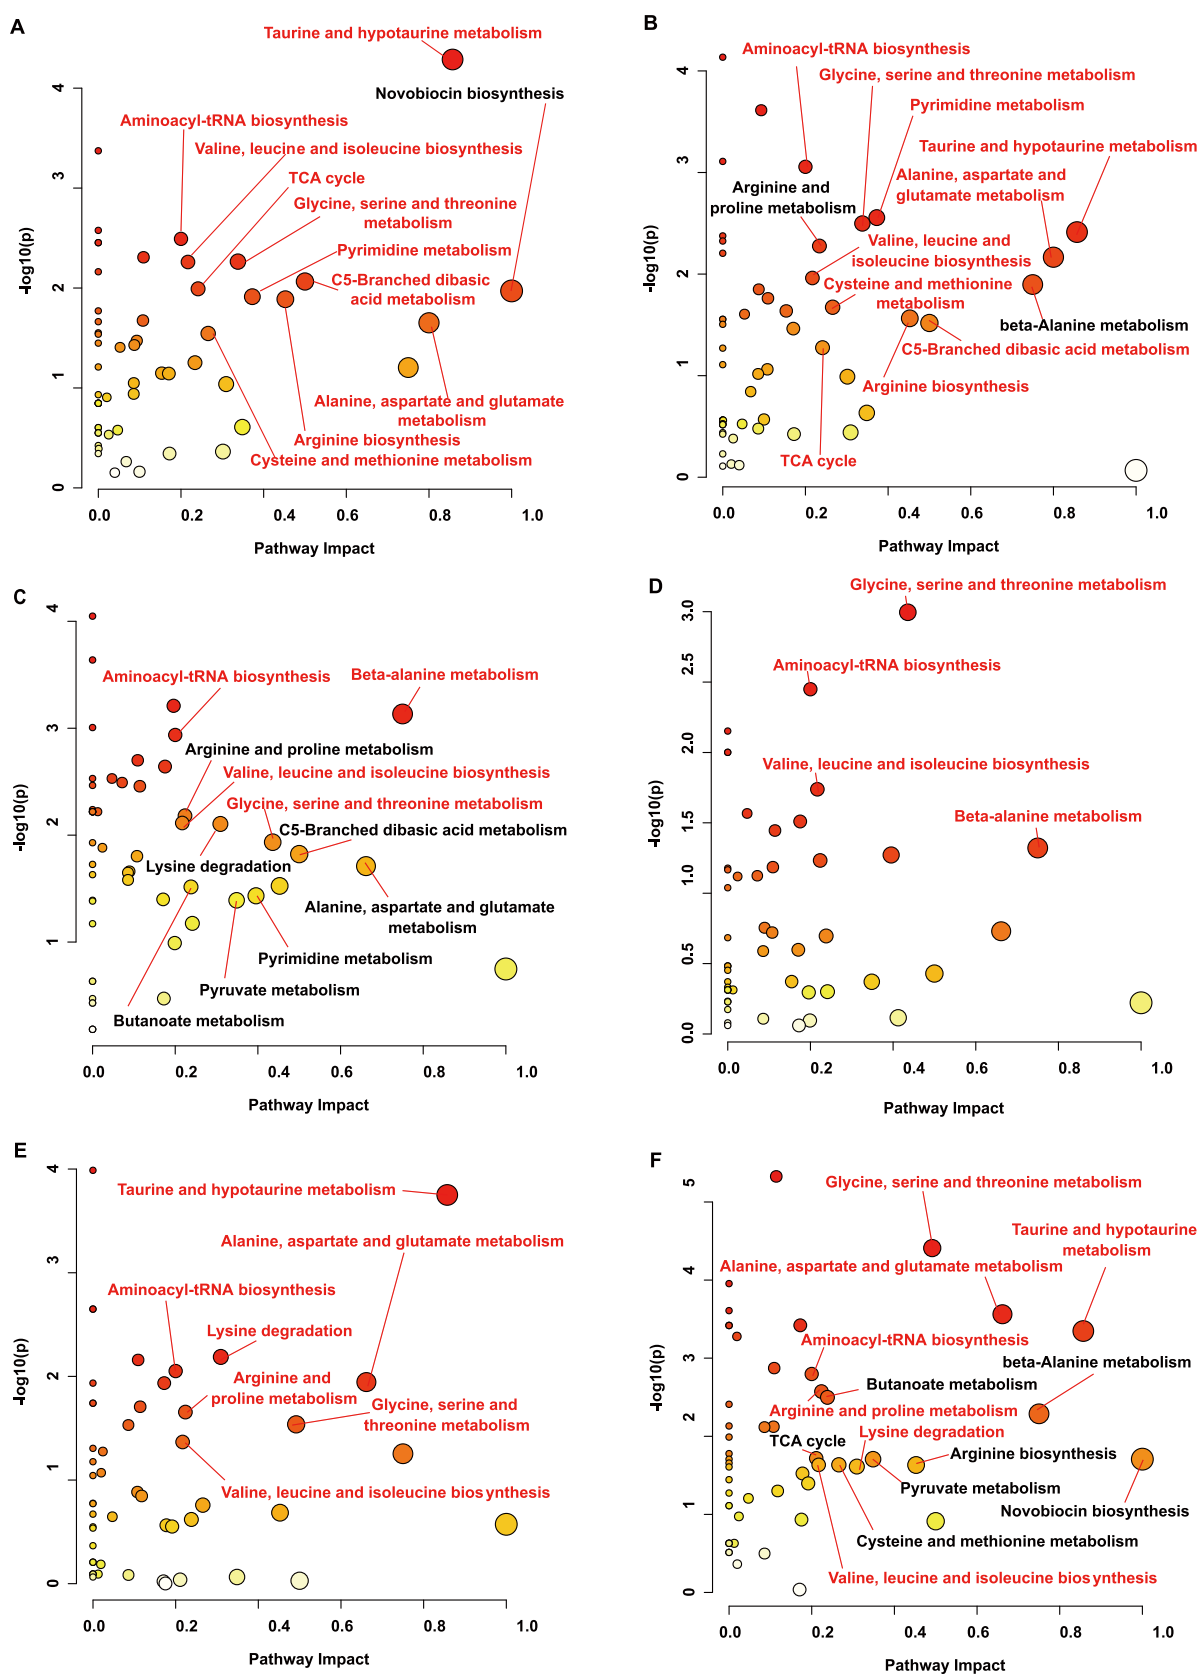 A
Taurine and hypotaurine metabolism
Novobiocin biosynthesis
Aminoacyl-tRNA biosynthesis
Valine, leucine and isoleucine biosynthesis
TCA cycle
Glycine, serine and threonine
metabolism
Pyrimidine metabolism
C5-Branched dibasic
acid metabolism
Alanine, aspartate and glutamate
metabolism
Arginine biosynthesis
Cysteine and methionine metabolism
-log10(p)
4
3
2
1
0
0.0 0.2 0.4 0.6 0.8 1.0
Pathway Impact
B
Aminoacyl-tRNA biosynthesis
Glycine, serine and threonine metabolism
Pyrimidine metabolism
Taurine and hypotaurine metabolism
Alanine, aspartate and
glutamate metabolism
Arginine and
proline metabolism
Valine, leucine and
isoleucine biosynthesis
Cysteine and methionine
metabolism
beta-Alanine metabolism
C5-Branched dibasic acid metabolism
Arginine biosynthesis
TCA cycle
-log10(p)
4
3
2
1
0
0.0 0.2 0.4 0.6 0.8 1.0
Pathway Impact
C
Aminoacyl-tRNA biosynthesis
Beta-alanine metabolism
Arginine and proline metabolism
Valine, leucine and isoleucine biosynthesis
Glycine, serine and threonine metabolism
C5-Branched dibasic acid metabolism
Lysine degradation
Alanine, aspartate and glutamate
metabolism
Pyrimidine metabolism
Pyruvate metabolism
Butanoate metabolism
-log10(p)
4
3
2
1
0.0 0.2 0.4 0.6 0.8 1.0
Pathway Impact
D
Glycine, serine and threonine metabolism
Aminoacyl-tRNA biosynthesis
Valine, leucine and isoleucine biosynthesis
Beta-alanine metabolism
-log10(p)
3.0
2.5
2.0
1.5
1.0
0.5
0.0
0.0 0.2 0.4 0.6 0.8 1.0
Pathway Impact
E
Taurine and hypotaurine metabolism
Alanine, aspartate and glutamate metabolism
Aminoacyl-tRNA biosynthesis
Lysine degradation
Arginine and
proline metabolism
Glycine, serine and
threonine metabolism
Valine, leucine and isoleucine biosynthesis
-log10(p)
4
3
2
1
0
0.0 0.2 0.4 0.6 0.8 1.0
Pathway Impact
F
Glycine, serine and threonine metabolism
Taurine and hypotaurine
metabolism
Alanine, aspartate and glutamate metabolism
Aminoacyl-tRNA biosynthesis
beta-Alanine metabolism
Butanoate metabolism
Arginine and proline metabolism
Lysine degradation
TCA cycle
Arginine biosynthesis
Pyruvate metabolism
Novobiocin biosynthesis
Cysteine and methionine metabolism
Valine, leucine and isoleucine biosynthesis
-log10(p)
5
4
3
2
1
0
0.0 0.2 0.4 0.6 0.8 1.0
Pathway Impact